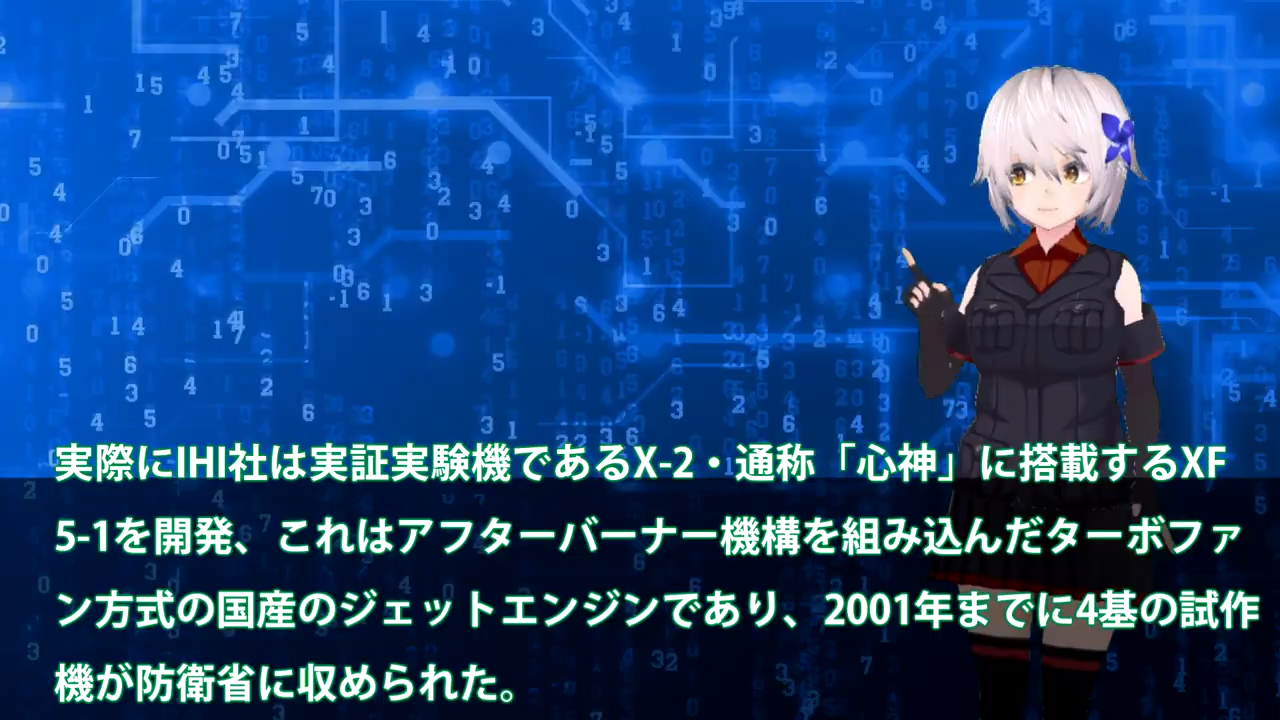 実際にIHI社は実証実験機であるX-2・通称「心神」に搭載するXF
5-1を開発、これはアフターバーナー機構を組み込んだターボファ
ン方式の国産のジェットエンジンであり、2001年までに4基の試作
機が防衛省に収められた。